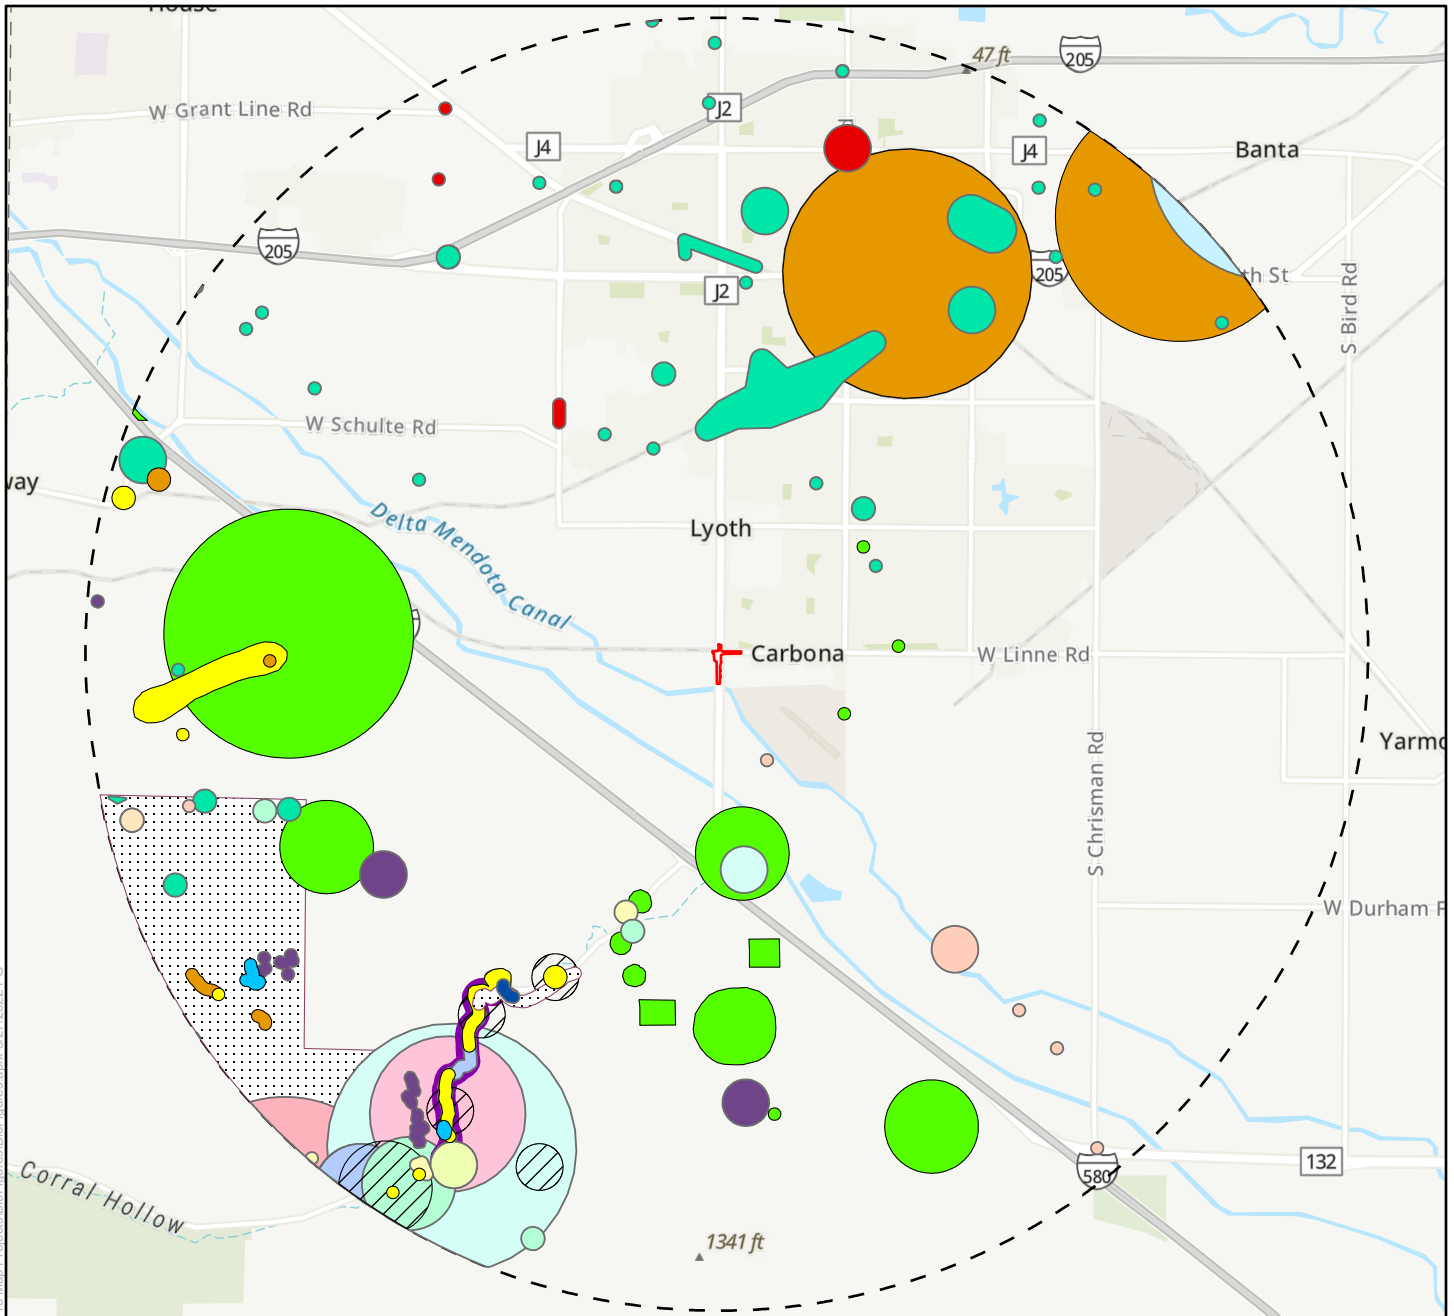 House
47 ft
205
W Grant Line Rd
J2
J4
J4
Banta
205
205
th St
J2
S Bird Rd
W Schulte Rd
way
Delta Mendota Canal
Lyoth
Carbona
W Linne Rd
Yarmo
S Chrisman Rd
W Durham R
132
580
Corral Hollow
1341 ft